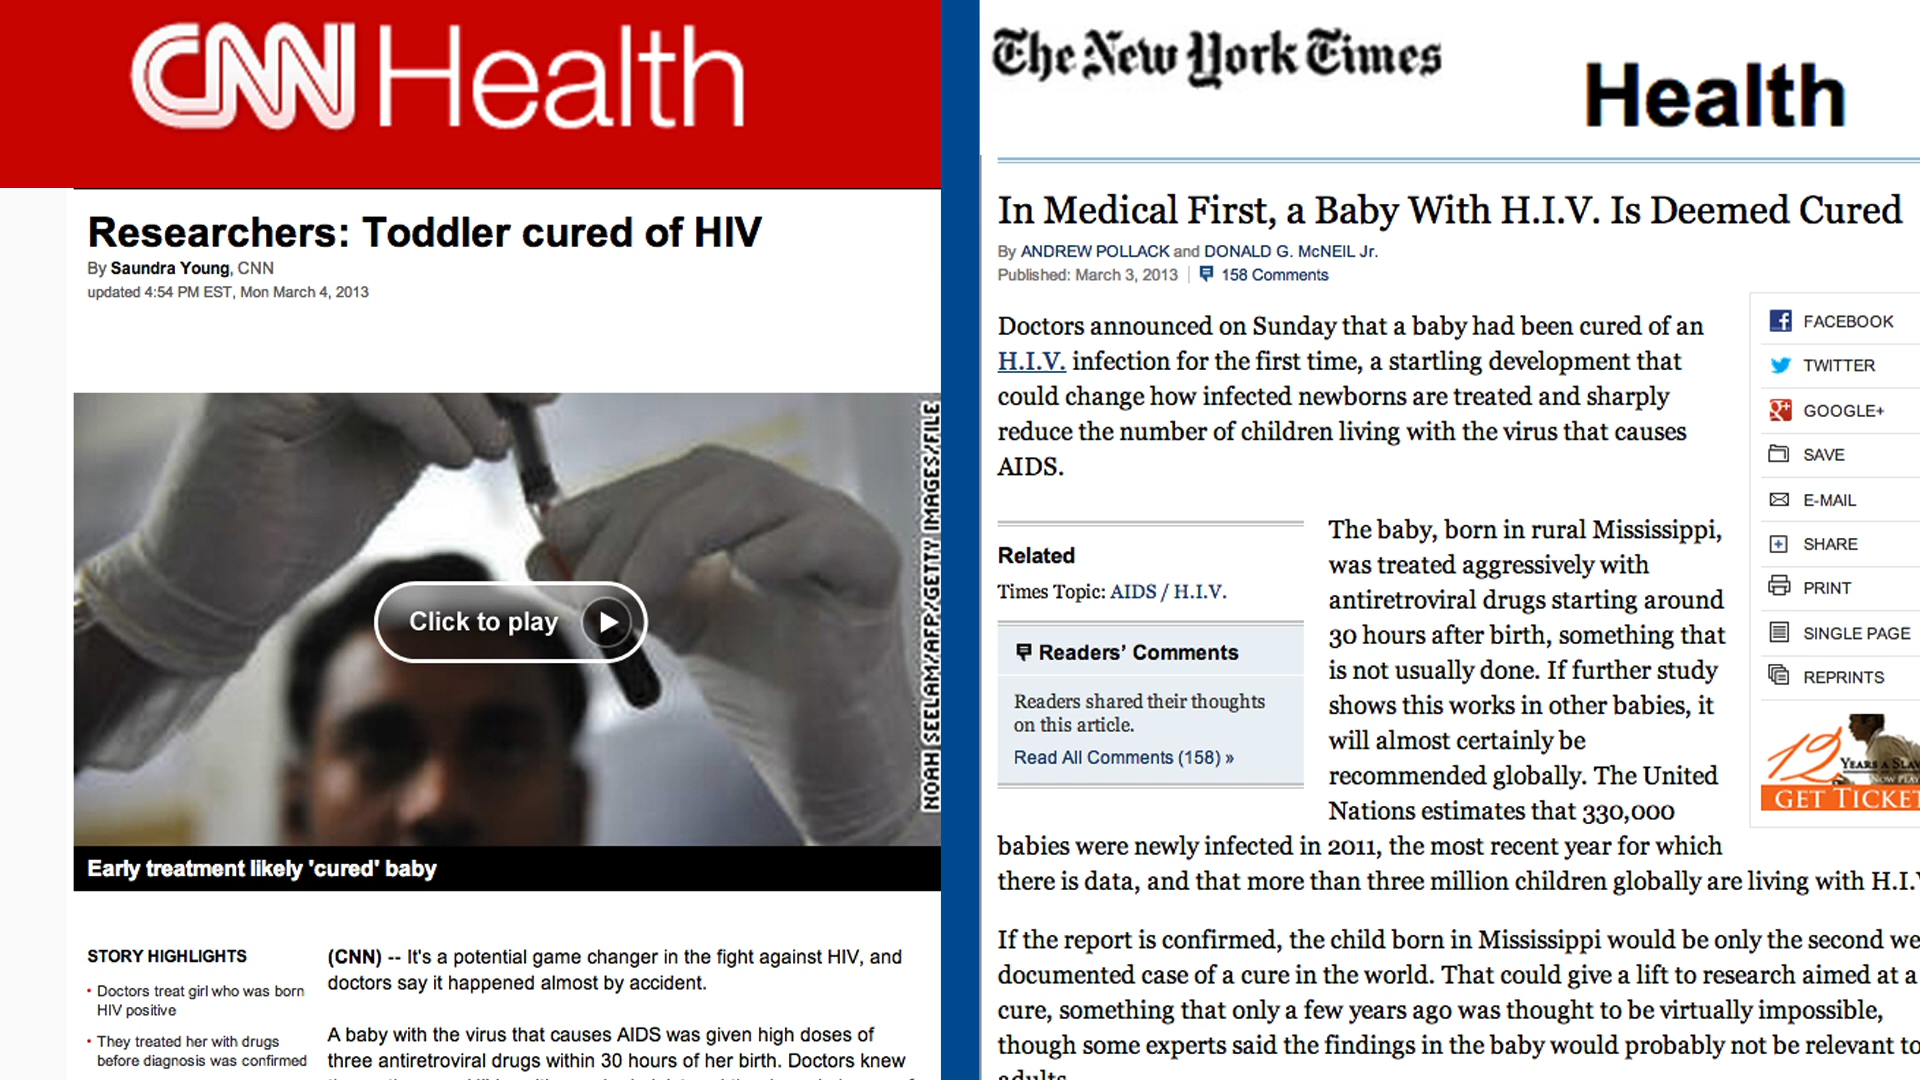 CNN Health
Researchers: Toddler cured of HIV
By Saundra Young, CNN
updated 4:54 PM EST, Mon March 4, 2013
NOAH SEELAM/AFP/GETTY IMAGES/FILE
Click to play
Early treatment likely 'cured' baby
STORY HIGHLIGHTS
• Doctors treat girl who was born
HIV positive
• They treated her with drugs
before diagnosis was confirmed
(CNN) -- It's a potential game changer in the fight against HIV, and
doctors say it happened almost by accident.
A baby with the virus that causes AIDS was given high doses of
three antiretroviral drugs within 30 hours of her birth. Doctors knew
The New York Times
Health
In Medical First, a Baby With H.I.V. Is Deemed Cured
By ANDREW POLLACK and DONALD G. McNEIL Jr.
Published: March 3, 2013 | 158 Comments
Doctors announced on Sunday that a baby had been cured of an
H.I.V. infection for the first time, a startling development that
could change how infected newborns are treated and sharply
reduce the number of children living with the virus that causes
AIDS.
Related
Times Topic: AIDS / H.I.V.
Readers' Comments
Readers shared their thoughts
on this article.
Read All Comments (158) »
The baby, born in rural Mississippi,
was treated aggressively with
antiretroviral drugs starting around
30 hours after birth, something that
is not usually done. If further study
shows this works in other babies, it
will almost certainly be
recommended globally. The United
Nations estimates that 330,000
babies were newly infected in 2011, the most recent year for which
there is data, and that more than three million children globally are living with H.I.V
If the report is confirmed, the child born in Mississippi would be only the second we
documented case of a cure in the world. That could give a lift to research aimed at a
cure, something that only a few years ago was thought to be virtually impossible,
though some experts said the findings in the baby would probably not be relevant to
adults.
FACEBOOK
TWITTER
GOOGLE+
SAVE
E-MAIL
SHARE
PRINT
SINGLE PAGE
REPRINTS
12
YEARS A SLAV
NOW PLAY
GET TICKET